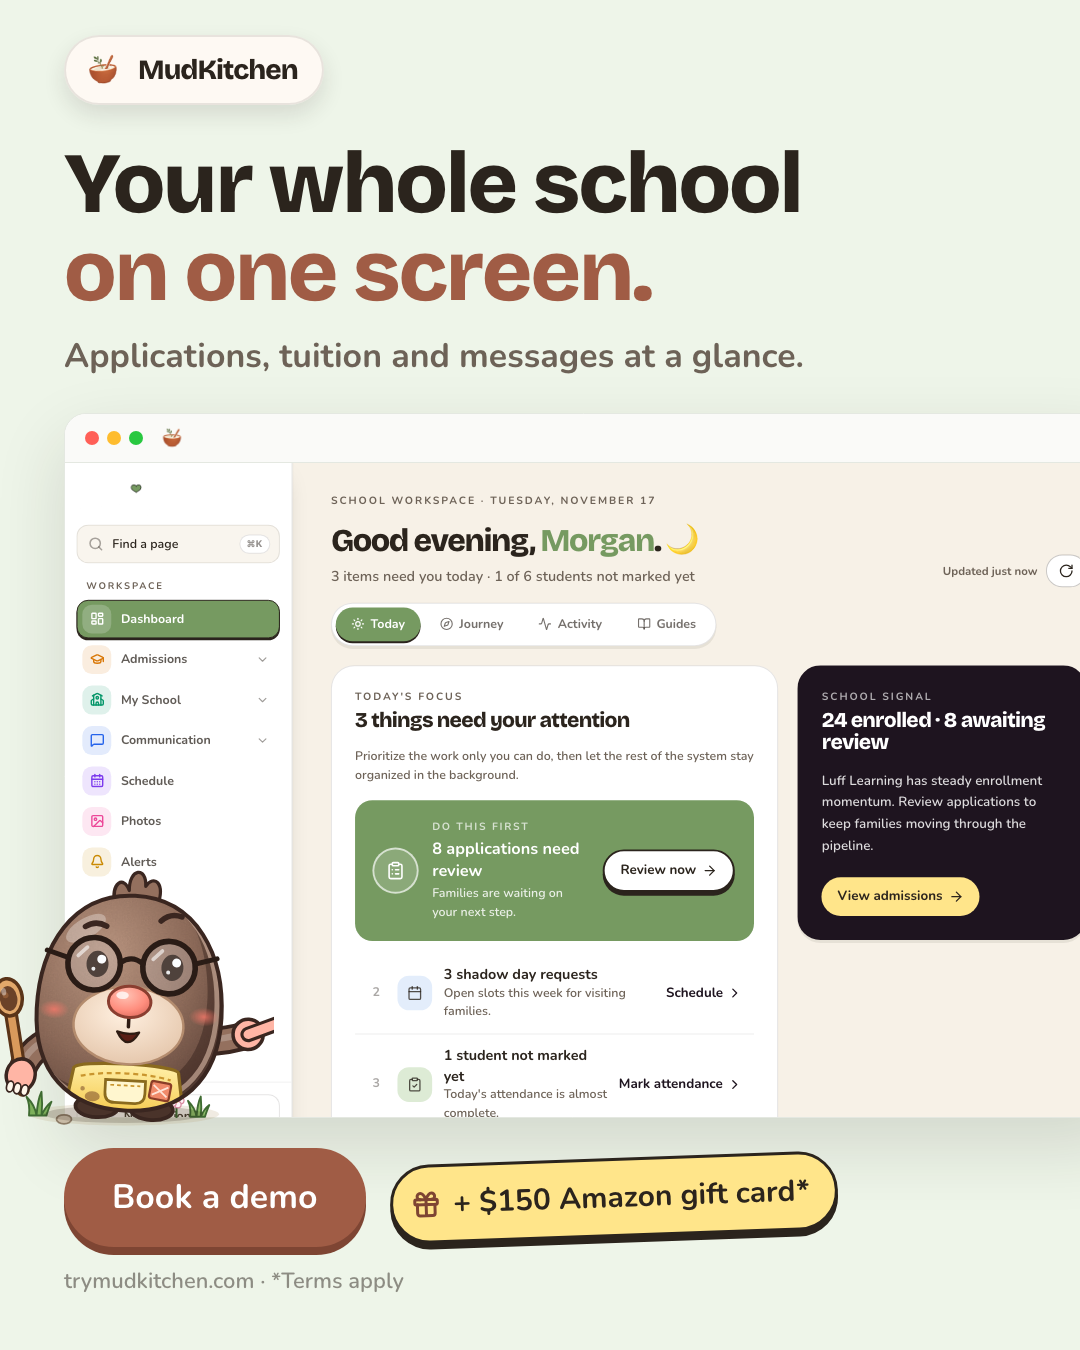 MudKitchen
Your whole school
on one screen.
Applications, tuition and messages at a glance.
Find a page
⌘K
WORKSPACE
Dashboard
Admissions
My School
Communication
Schedule
Photos
Alerts
SCHOOL WORKSPACE · TUESDAY, NOVEMBER 17
Good evening, Morgan. 🌙
3 items need you today · 1 of 6 students not marked yet
Updated just now
Today
Journey
Activity
Guides
TODAY'S FOCUS
3 things need your attention
Prioritize the work only you can do, then let the rest of the system stay
organized in the background.
DO THIS FIRST
8 applications need
review
Families are waiting on
your next step.
Review now →
2
3 shadow day requests
Open slots this week for visiting
families.
Schedule
3
1 student not marked
yet
Today's attendance is almost
complete.
Mark attendance
SCHOOL SIGNAL
24 enrolled · 8 awaiting
review
Luff Learning has steady enrollment
momentum. Review applications to
keep families moving through the
pipeline.
View admissions →
Book a demo
+ $150 Amazon gift card*
trymudkitchen.com · *Terms apply